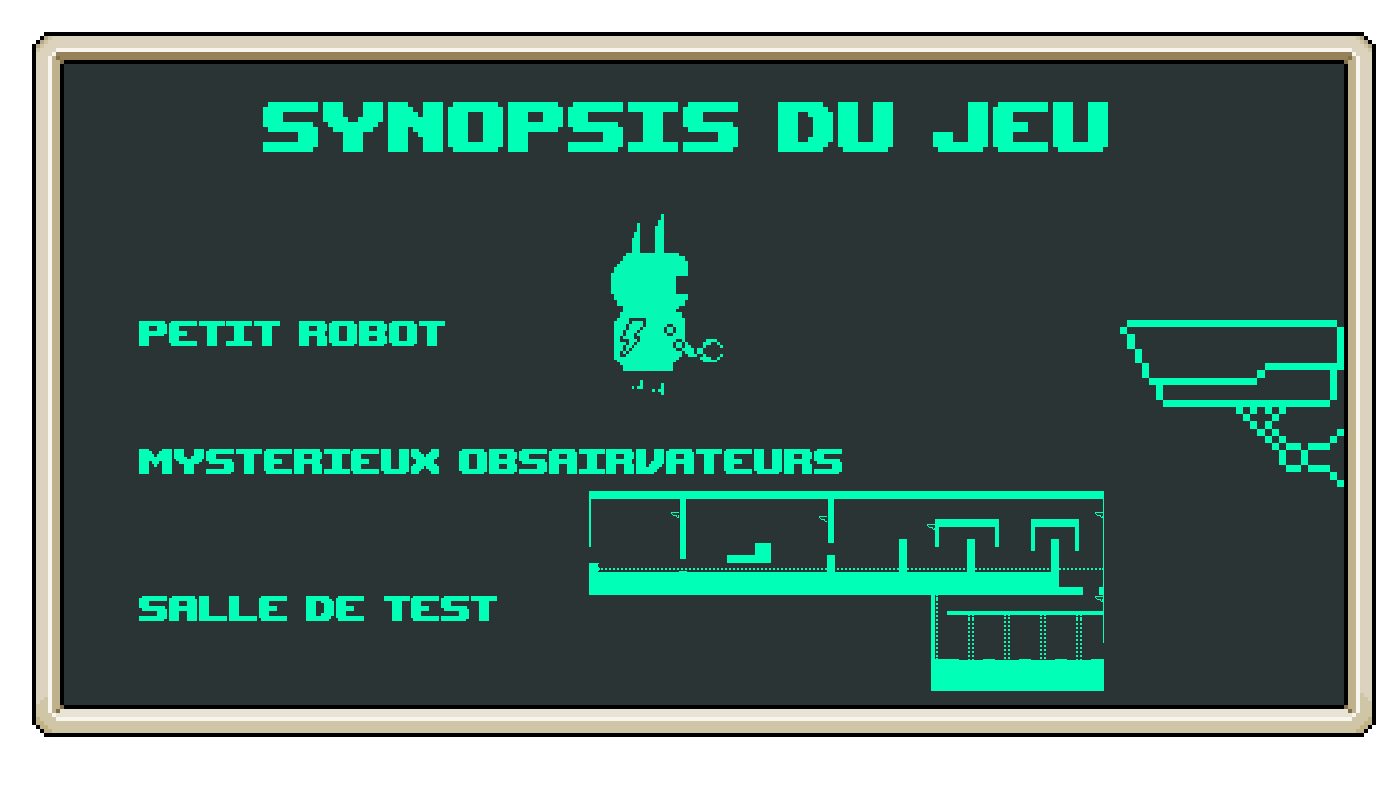 SYNOPSIS DU JEU
PETIT ROBOT
MYSTERIEUX OBSAIRVATEURS
SALLE DE TEST